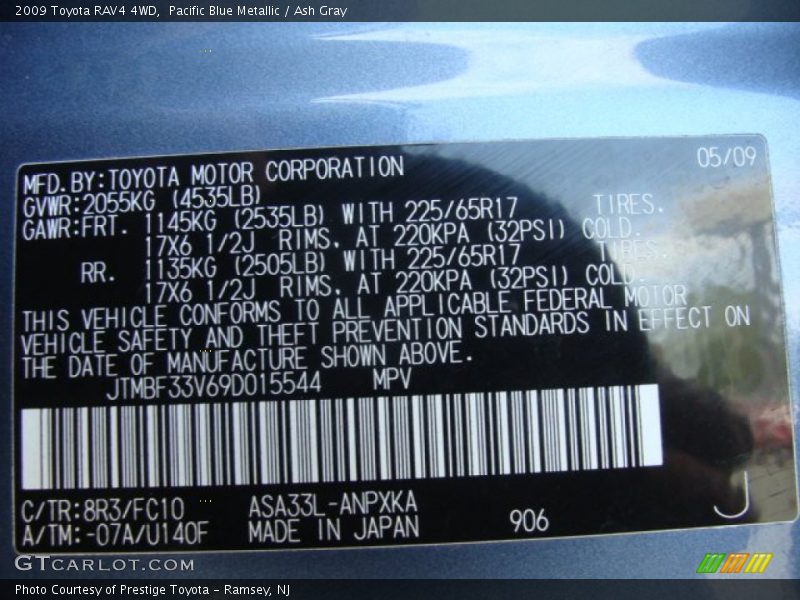 2009 Toyota RAV4 4WD,  Pacific Blue Metallic / Ash Gray
05/09
MFD.BY:TOYOTA MOTOR CORPORATION
GVWR:2055KG (4535LB)
GAWR:FRT. 1145KG (2535LB) WITH 225/65R17 TIRES.
17X6 1/2J RIMS. AT 220KPA (32PSI) COLD.
RR. 1135KG (2505LB) WITH 225/65R17 TIRES.
17X6 1/2J RIMS. AT 220KPA (32PSI) COLD.
THIS VEHICLE CONFORMS TO ALL APPLICABLE FEDERAL MOTOR
VEHICLE SAFETY AND THEFT PREVENTION STANDARDS IN EFFECT ON
THE DATE OF MANUFACTURE SHOWN ABOVE.
JTMBF33V69D015544 MPV
C/TR:8R3/FC10 ASA33L-ANPXKA
A/TM:-07A/U140F MADE IN JAPAN 906 J
GTCARLOT.COM
Photo Courtesy of Prestige Toyota - Ramsey, NJ